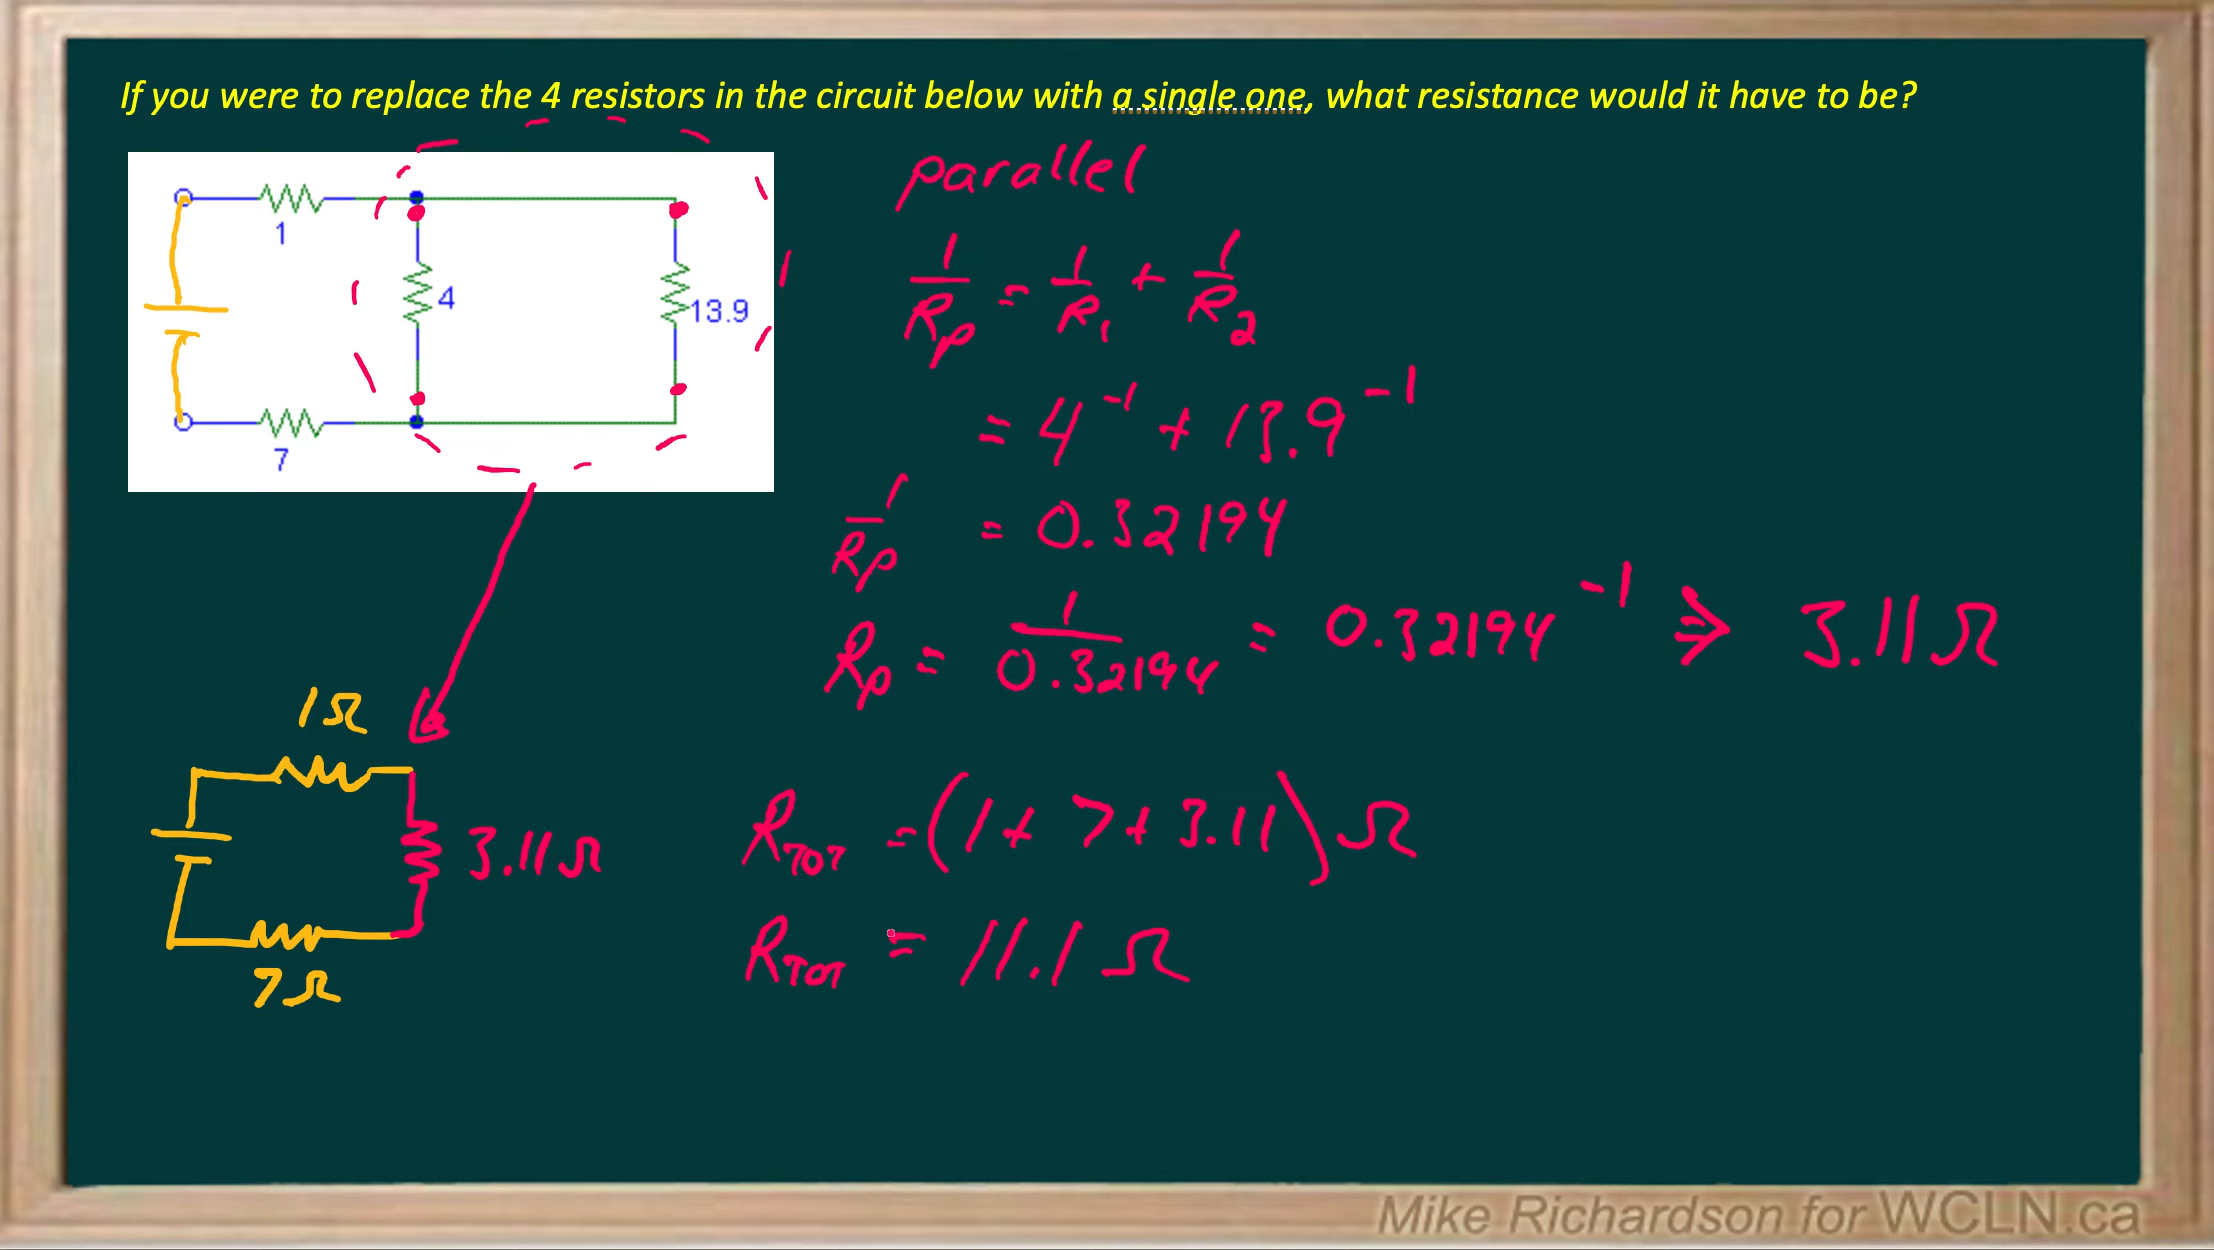 If you were to replace the 4 resistors in the circuit below with a single one, what resistance would it have to be?
1
4
13.9
7
parallel
1/Rp = 1/R₁ + 1/R₂
= 4⁻¹ + 13.9⁻¹
1/Rp = 0.32194
Rp = 1/0.32194 = 0.32194⁻¹ ⇒ 3.11Ω
1Ω
3.11Ω
7Ω
R_TOT = (1 + 7 + 3.11) Ω
R_TOT = 11.1 Ω
Mike Richardson for WCLN.ca